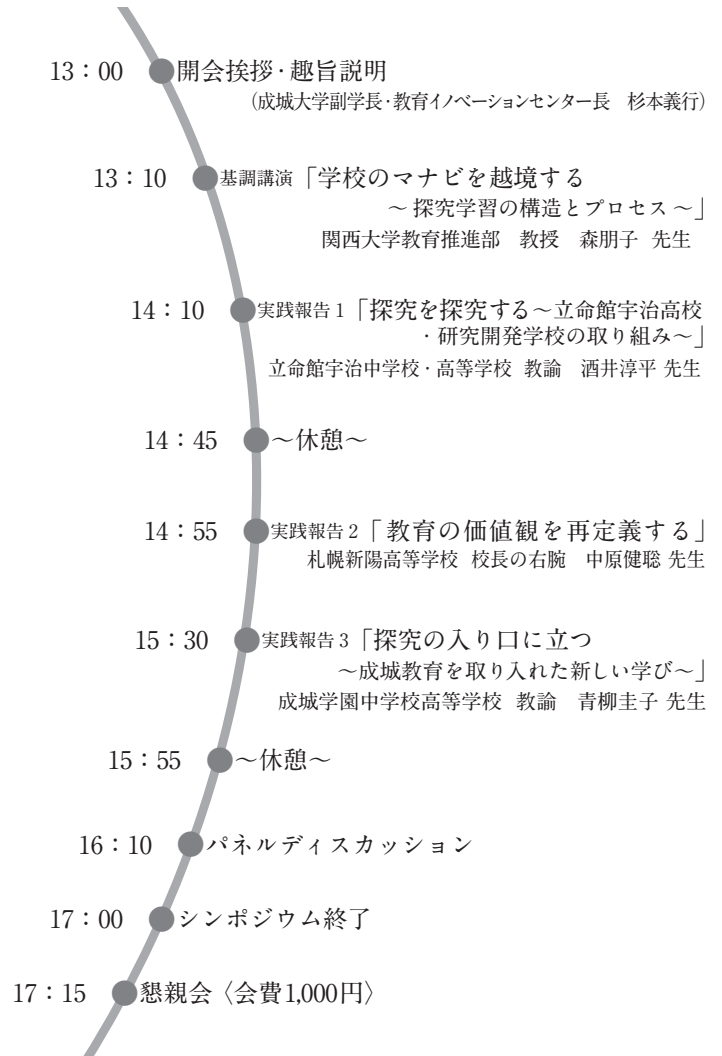 13：00 開会挨拶・趣旨説明
（成城大学副学長・教育イノベーションセンター長　杉本義行）
13：10 基調講演「学校のマナビを越境する
～探究学習の構造とプロセス～」
関西大学教育推進部　教授　森朋子 先生
14：10 実践報告１「探究を探究する～立命館宇治高校
・研究開発学校の取り組み～」
立命館宇治中学校・高等学校 教諭　酒井淳平 先生
14：45 ～休憩～
14：55 実践報告２「教育の価値観を再定義する」
札幌新陽高等学校 校長の右腕　中原健聡 先生
15：30 実践報告３「探究の入り口に立つ
～成城教育を取り入れた新しい学び～」
成城学園中学校高等学校 教諭　青柳圭子 先生
15：55 ～休憩～
16：10 パネルディスカッション
17：00 シンポジウム終了
17：15 懇親会〈会費1,000円〉